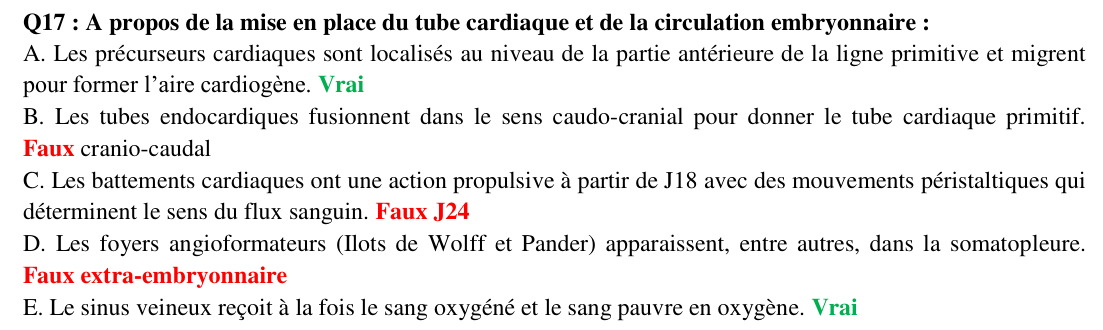 Q17 : A propos de la mise en place du tube cardiaque et de la circulation embryonnaire :
A. Les précurseurs cardiaques sont localisés au niveau de la partie antérieure de la ligne primitive et migrent
pour former l’aire cardiogène. Vrai
B. Les tubes endocardiques fusionnent dans le sens caudo-cranial pour donner le tube cardiaque primitif.
Faux cranio-caudal
C. Les battements cardiaques ont une action propulsive à partir de J18 avec des mouvements péristaltiques qui
déterminent le sens du flux sanguin. Faux J24
D. Les foyers angioformateurs (Ilots de Wolff et Pander) apparaissent, entre autres, dans la somatopleure.
Faux extra-embryonnaire
E. Le sinus veineux reçoit à la fois le sang oxygéné et le sang pauvre en oxygène. Vrai